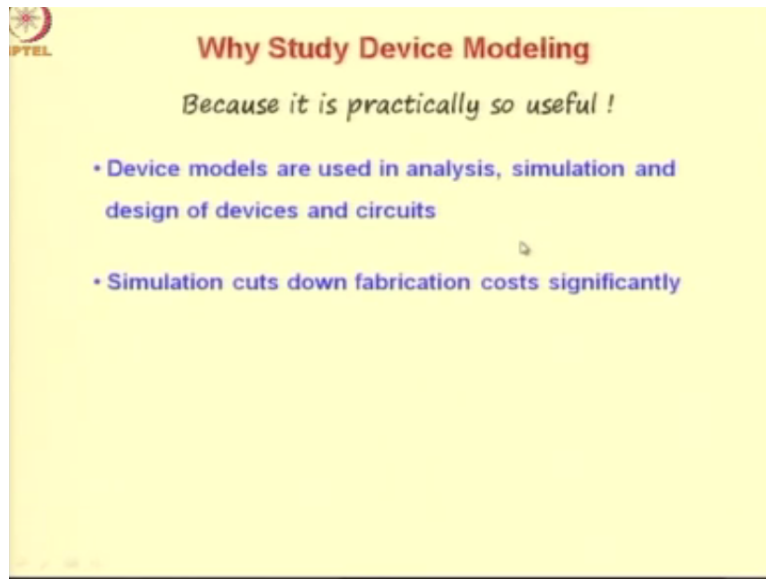 PTEL
Why Study Device Modeling
Because it is practically so useful !
• Device models are used in analysis, simulation and
design of devices and circuits
• Simulation cuts down fabrication costs significantly